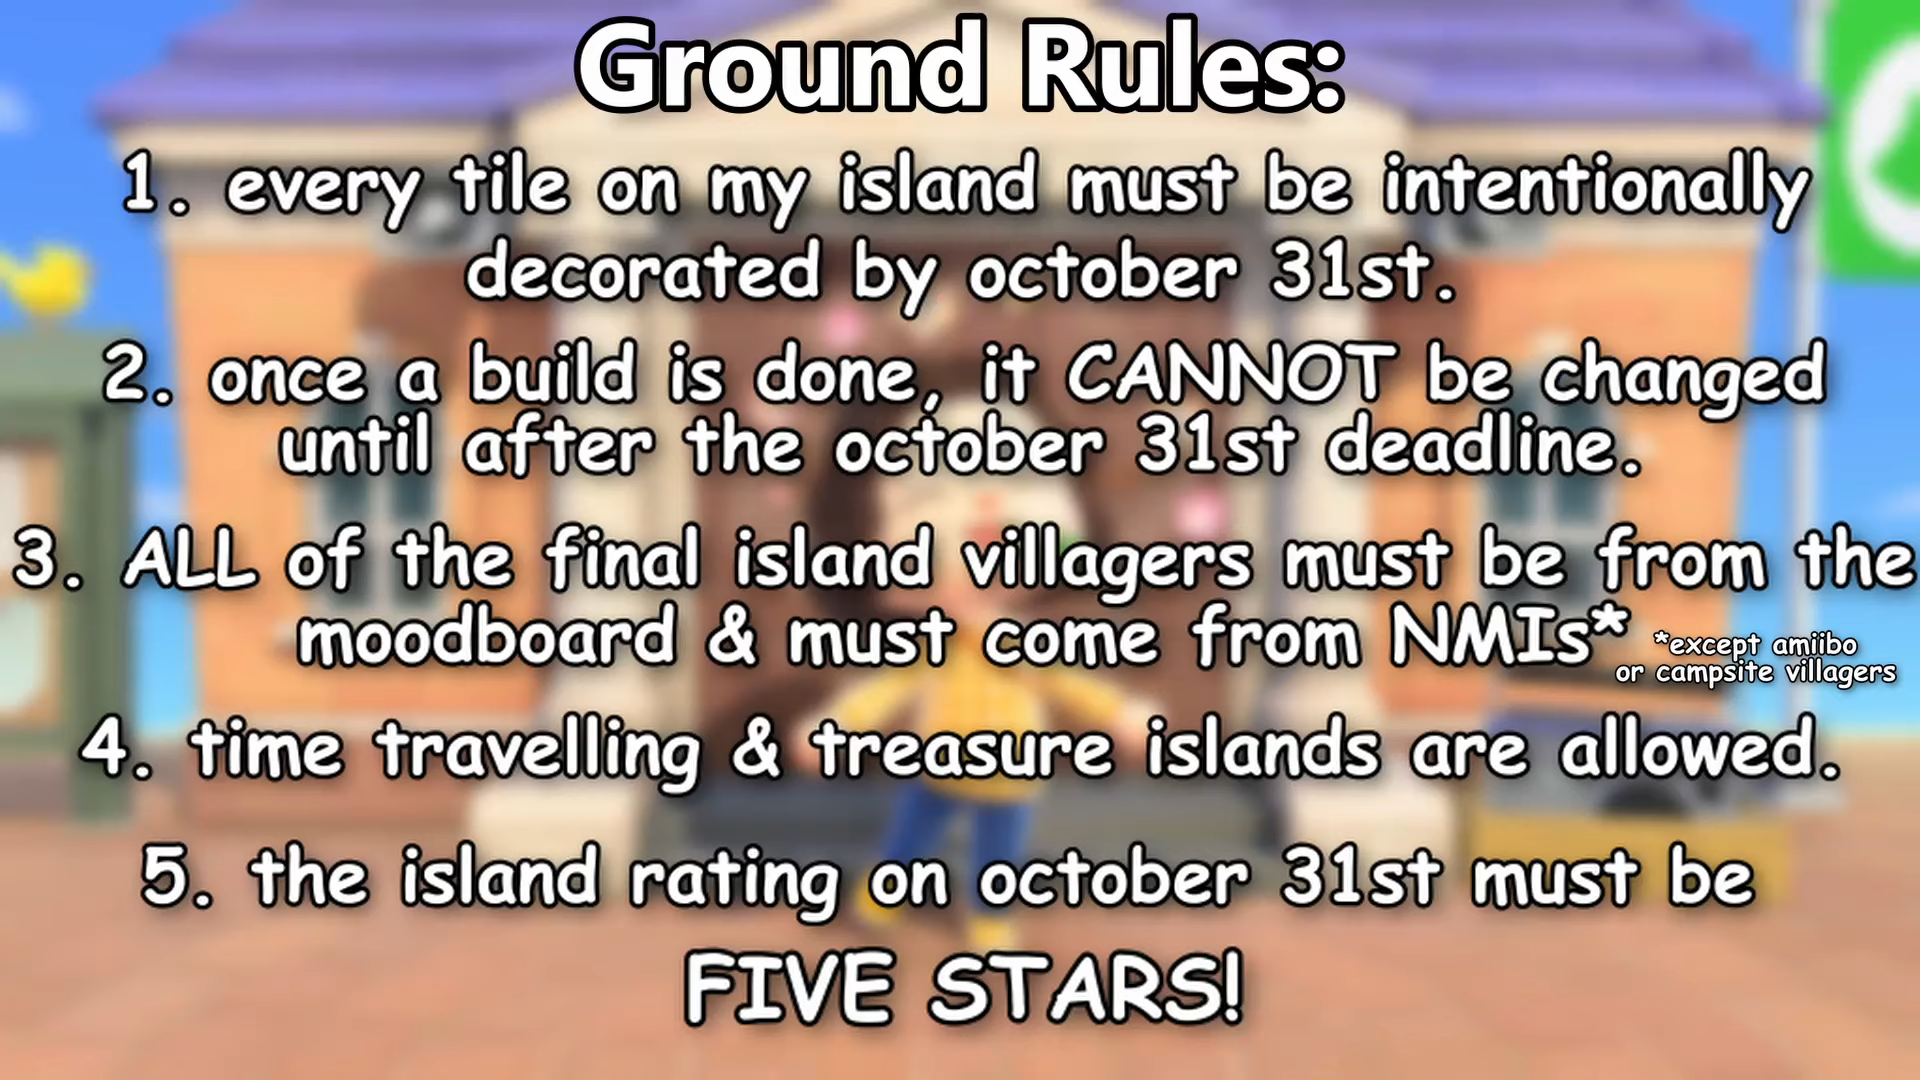 Ground Rules:
1. every tile on my island must be intentionally
decorated by october 31st.
2. once a build is done, it CANNOT be changed
until after the october 31st deadline.
3. ALL of the final island villagers must be from the
moodboard & must come from NMIs*
*except amiibo
or campsite villagers
4. time travelling & treasure islands are allowed.
5. the island rating on october 31st must be
FIVE STARS!